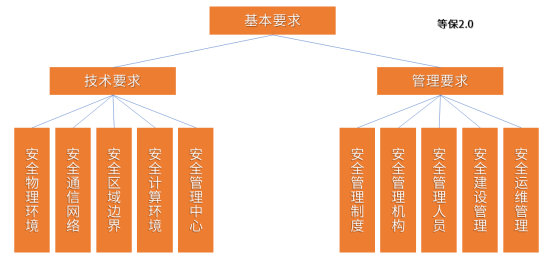 基本要求
等保2.0
技术要求
管理要求
安全物理环境
安全通信网络
安全区域边界
安全计算环境
安全管理中心
安全管理制度
安全管理机构
安全管理人员
安全建设管理
安全运维管理